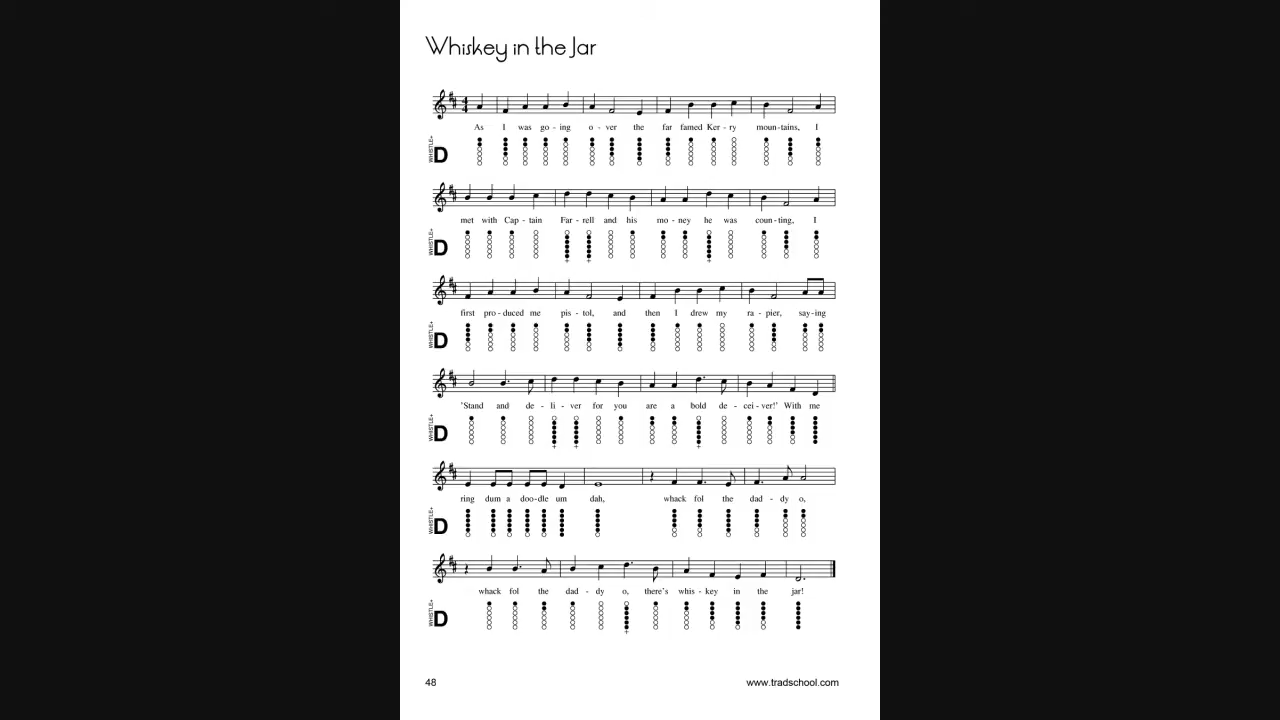 Whiskey in the Jar
4
4
As I was go - ing o - ver the far famed Ker - ry moun - tains, I
WHISTLE+ D
met with Cap - tain Far - rell and his mo - ney he was coun - ting, I
WHISTLE+ D
first pro - duced me pis - tol, and then I drew my ra - pier, say - ing
WHISTLE+ D
'Stand and de - li - ver for you are a bold de - cei - ver!' With me
WHISTLE+ D
ring dum a doo - dle um dah, whack fol the dad - dy o,
WHISTLE+ D
whack fol the dad - dy o, there's whis - key in the jar!
WHISTLE+ D
48 www.tradschool.com